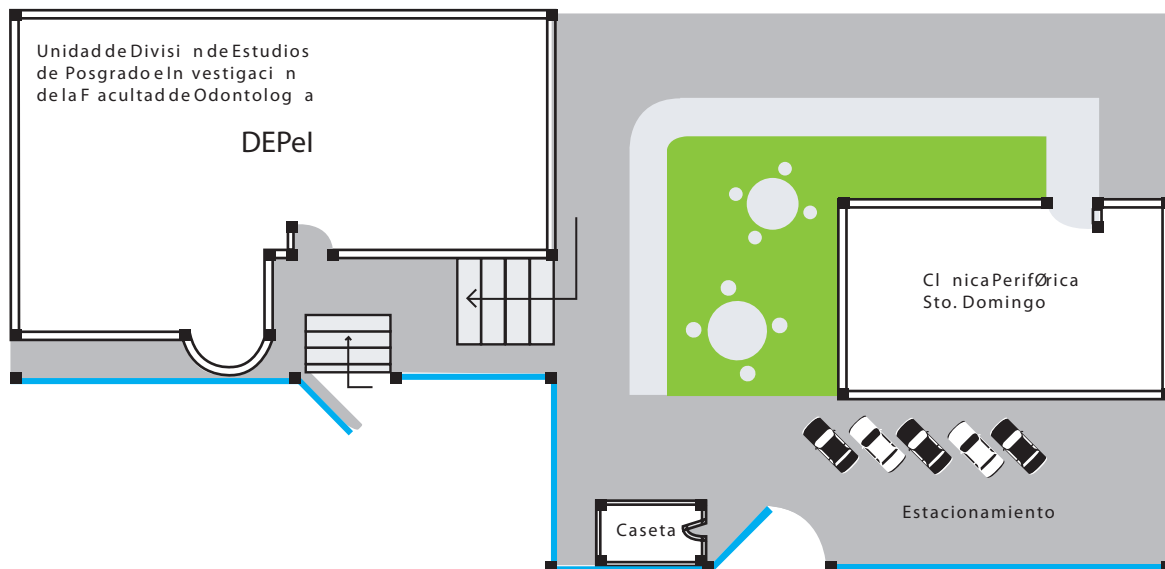 Unidad de Divisi n de Estudios
de Posgrado e In vestigaci n
de la F acultad de Odontolog a
DEPeI
Cl nica PerifØrica
Sto. Domingo
Estacionamiento
Caseta